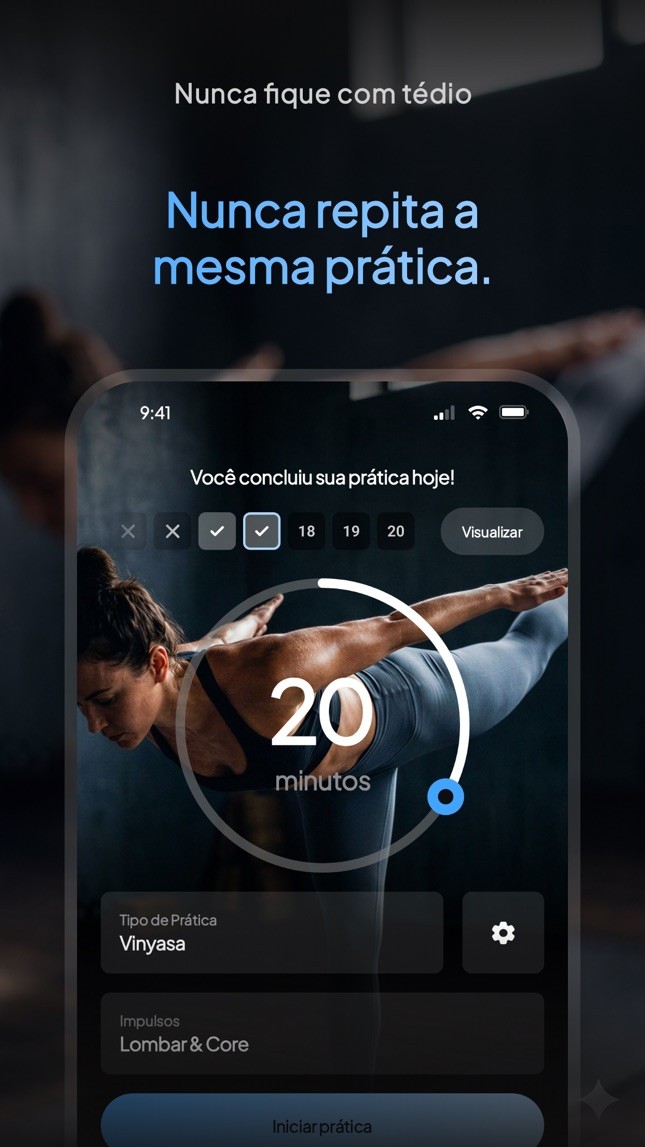 Nunca fique com tédio
Nunca repita a
mesma prática.
9:41
Você concluiu sua prática hoje!
18 19 20
Visualizar
20
minutos
Tipo de Prática
Vinyasa
Impulsos
Lombar & Core
Iniciar prática